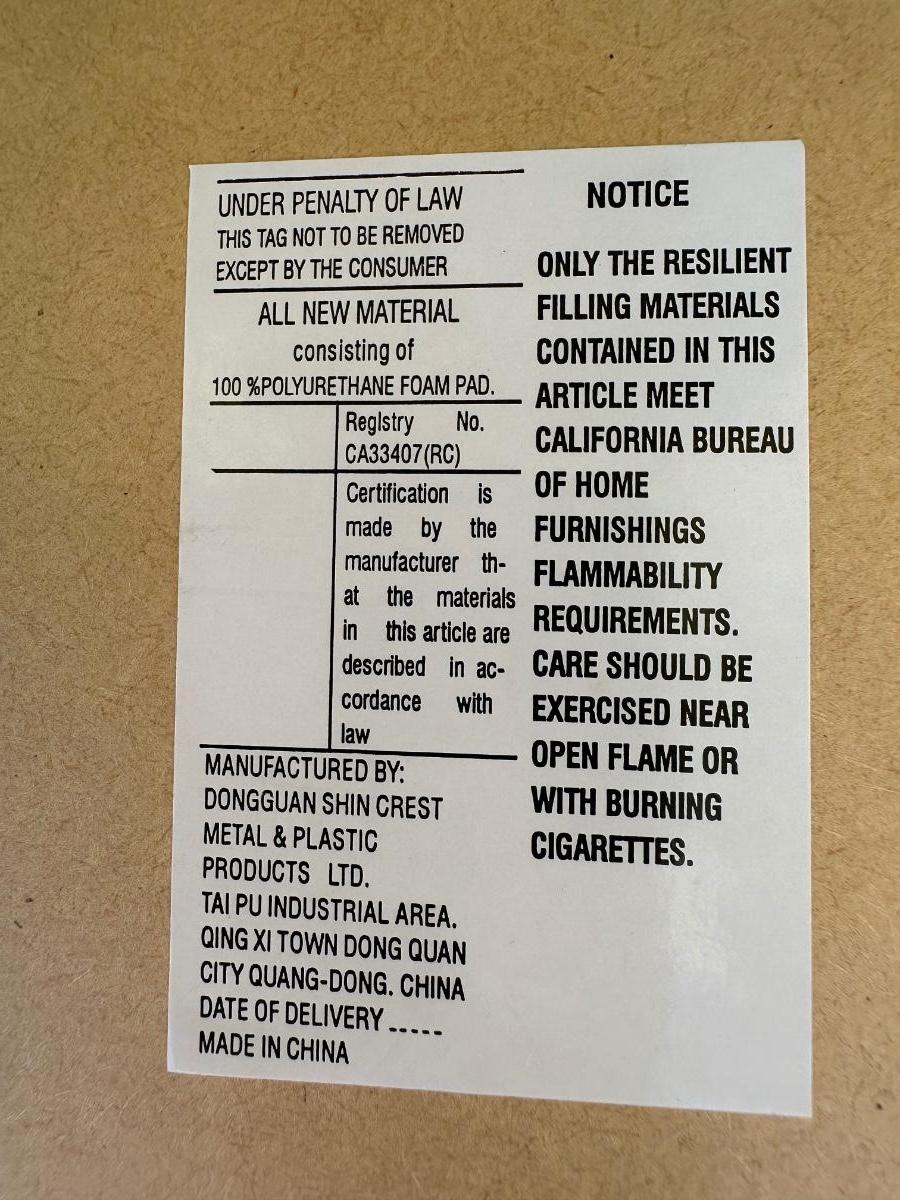 UNDER PENALTY OF LAW
THIS TAG NOT TO BE REMOVED
EXCEPT BY THE CONSUMER
ALL NEW MATERIAL
consisting of
100 %POLYURETHANE FOAM PAD.
Reglstry No.
CA33407(RC)
Certification is
made by the
manufacturer th-
at the materials
in this article are
described in ac-
cordance with
law
MANUFACTURED BY:
DONGGUAN SHIN CREST
METAL & PLASTIC
PRODUCTS LTD.
TAI PU INDUSTRIAL AREA.
QING XI TOWN DONG QUAN
CITY QUANG-DONG. CHINA
DATE OF DELIVERY -----
MADE IN CHINA
NOTICE
ONLY THE RESILIENT
FILLING MATERIALS
CONTAINED IN THIS
ARTICLE MEET
CALIFORNIA BUREAU
OF HOME
FURNISHINGS
FLAMMABILITY
REQUIREMENTS.
CARE SHOULD BE
EXERCISED NEAR
OPEN FLAME OR
WITH BURNING
CIGARETTES.